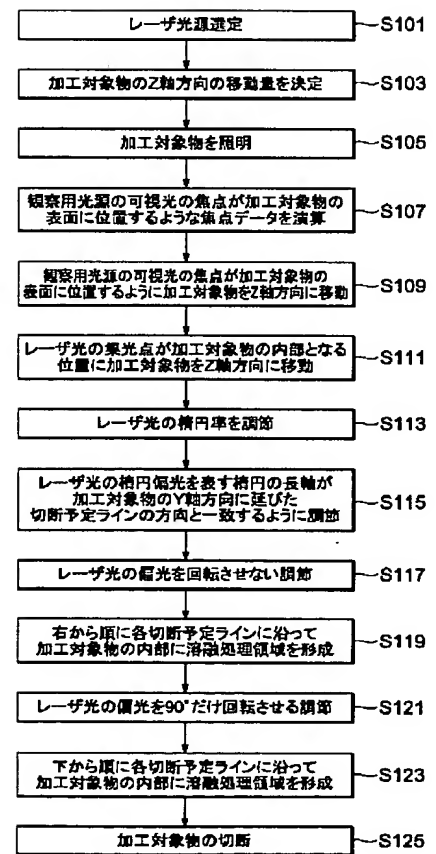 レーザ光源選定
S101
加工対象物のZ軸方向の移動量を決定
S103
加工対象物を照明
S105
観察用光源の可視光の焦点が加工対象物の
表面に位置するような焦点データを演算
S107
観察用光源の可視光の焦点が加工対象物の
表面に位置するように加工対象物をZ軸方向に移動
S109
レーザ光の集光点が加工対象物の内部となる
位置に加工対象物をZ軸方向に移動
S111
レーザ光の楕円率を調節
S113
レーザ光の楕円偏光を表す楕円の長軸が
加工対象物のY軸方向に延びた
切断予定ラインの方向と一致するように調節
S115
レーザ光の偏光を回転させない調節
S117
右から順に各切断予定ラインに沿って
加工対象物の内部に溶融処理領域を形成
S119
レーザ光の偏光を90°だけ回転させる調節
S121
下から順に各切断予定ラインに沿って
加工対象物の内部に溶融処理領域を形成
S123
加工対象物の切断
S125